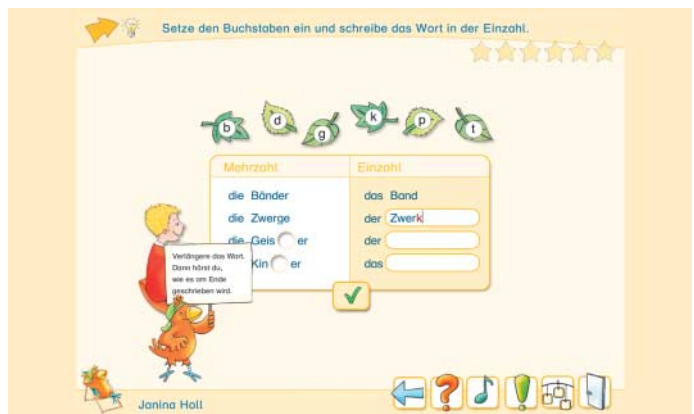 Setze den Buchstaben ein und schreibe das Wort in der Einzahl.
b d g k p t
Mehrzahl Einzahl
die Bänder das Band
die Zwerge der Zwerk
die Geis er der
Kin er das
Verlängere das Wort.
Dann hörst du,
wie es am Ende
geschrieben wird.
Janina Holl